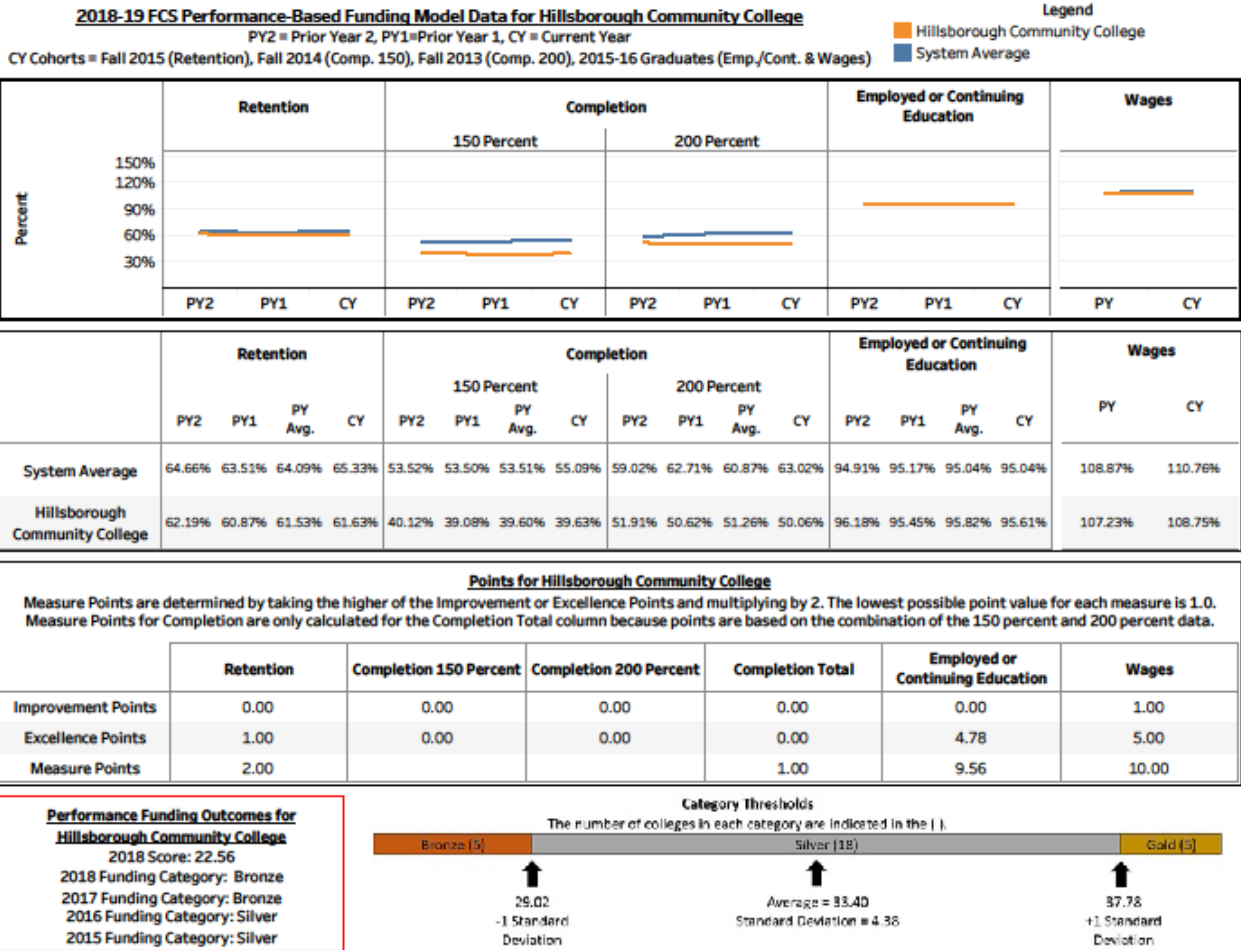 2018-19 FCS Performance-Based Funding Model Data for Hillsborough Community College
PY2 = Prior Year 2, PY1=Prior Year 1, CY = Current Year
CY Cohorts = Fall 2015 (Retention), Fall 2014 (Comp. 150), Fall 2013 (Comp. 200), 2015-16 Graduates (Emp./Cont. & Wages)
Legend
Hillsborough Community College
System Average
Retention Completion Employed or Continuing Education Wages
150 Percent 200 Percent
Percent
150%
120%
90%
60%
30%
PY2 PY1 CY PY2 PY1 CY PY2 PY1 CY PY2 PY1 CY PY CY
Retention Completion Employed or Continuing Education Wages
150 Percent 200 Percent
PY2 PY1 PY Avg. CY PY2 PY1 PY Avg. CY PY2 PY1 PY Avg. CY PY2 PY1 PY Avg. CY PY CY
System Average 64.66% 63.51% 64.09% 65.33% 53.52% 53.50% 53.51% 55.09% 59.02% 62.71% 60.87% 63.02% 94.91% 95.17% 95.04% 95.04% 108.87% 110.76%
Hillsborough Community College 62.19% 60.87% 61.53% 61.63% 40.12% 39.08% 39.60% 39.63% 51.91% 50.62% 51.26% 50.06% 96.18% 95.45% 95.82% 95.61% 107.23% 108.75%
Points for Hillsborough Community College
Measure Points are determined by taking the higher of the Improvement or Excellence Points and multiplying by 2. The lowest possible point value for each measure is 1.0.
Measure Points for Completion are only calculated for the Completion Total column because points are based on the combination of the 150 percent and 200 percent data.
Retention Completion 150 Percent Completion 200 Percent Completion Total Employed or Continuing Education Wages
Improvement Points 0.00 0.00 0.00 0.00 0.00 1.00
Excellence Points 1.00 0.00 0.00 0.00 4.78 5.00
Measure Points 2.00 1.00 9.56 10.00
Performance Funding Outcomes for
Hillsborough Community College
2018 Score: 22.56
2018 Funding Category: Bronze
2017 Funding Category: Bronze
2016 Funding Category: Silver
2015 Funding Category: Silver
Category Thresholds
The number of colleges in each category are indicated in the ( ).
Bronze (5) Silver (18) Gold (5)
29.02 Average = 33.40 37.78
-1 Standard Standard Deviation = 4.38 +1 Standard
Deviation Deviation